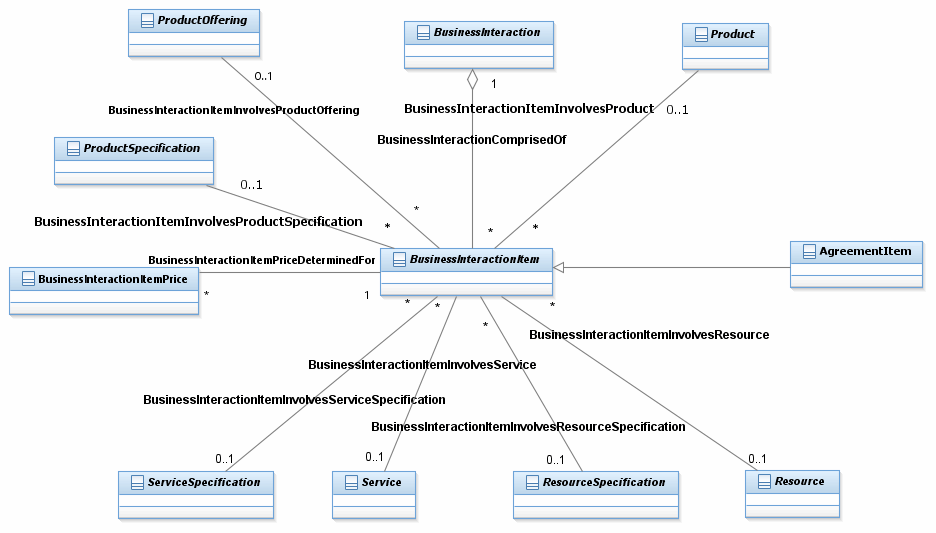 ProductOffering
BusinessInteraction
Product
0..1
1
BusinessInteractionItemInvolvesProductOffering
BusinessInteractionItemInvolvesProduct
0..1
BusinessInteractionComprisedOf
ProductSpecification
0..1
*
BusinessInteractionItemInvolvesProductSpecification
*
*
*
BusinessInteractionItemPriceDeterminedFor
BusinessInteractionItem
AgreementItem
BusinessInteractionItemPrice
*
1
*
*
*
*
BusinessInteractionItemInvolvesResource
BusinessInteractionItemInvolvesService
BusinessInteractionItemInvolvesServiceSpecification
BusinessInteractionItemInvolvesResourceSpecification
0..1
0..1
0..1
0..1
ServiceSpecification
Service
ResourceSpecification
Resource